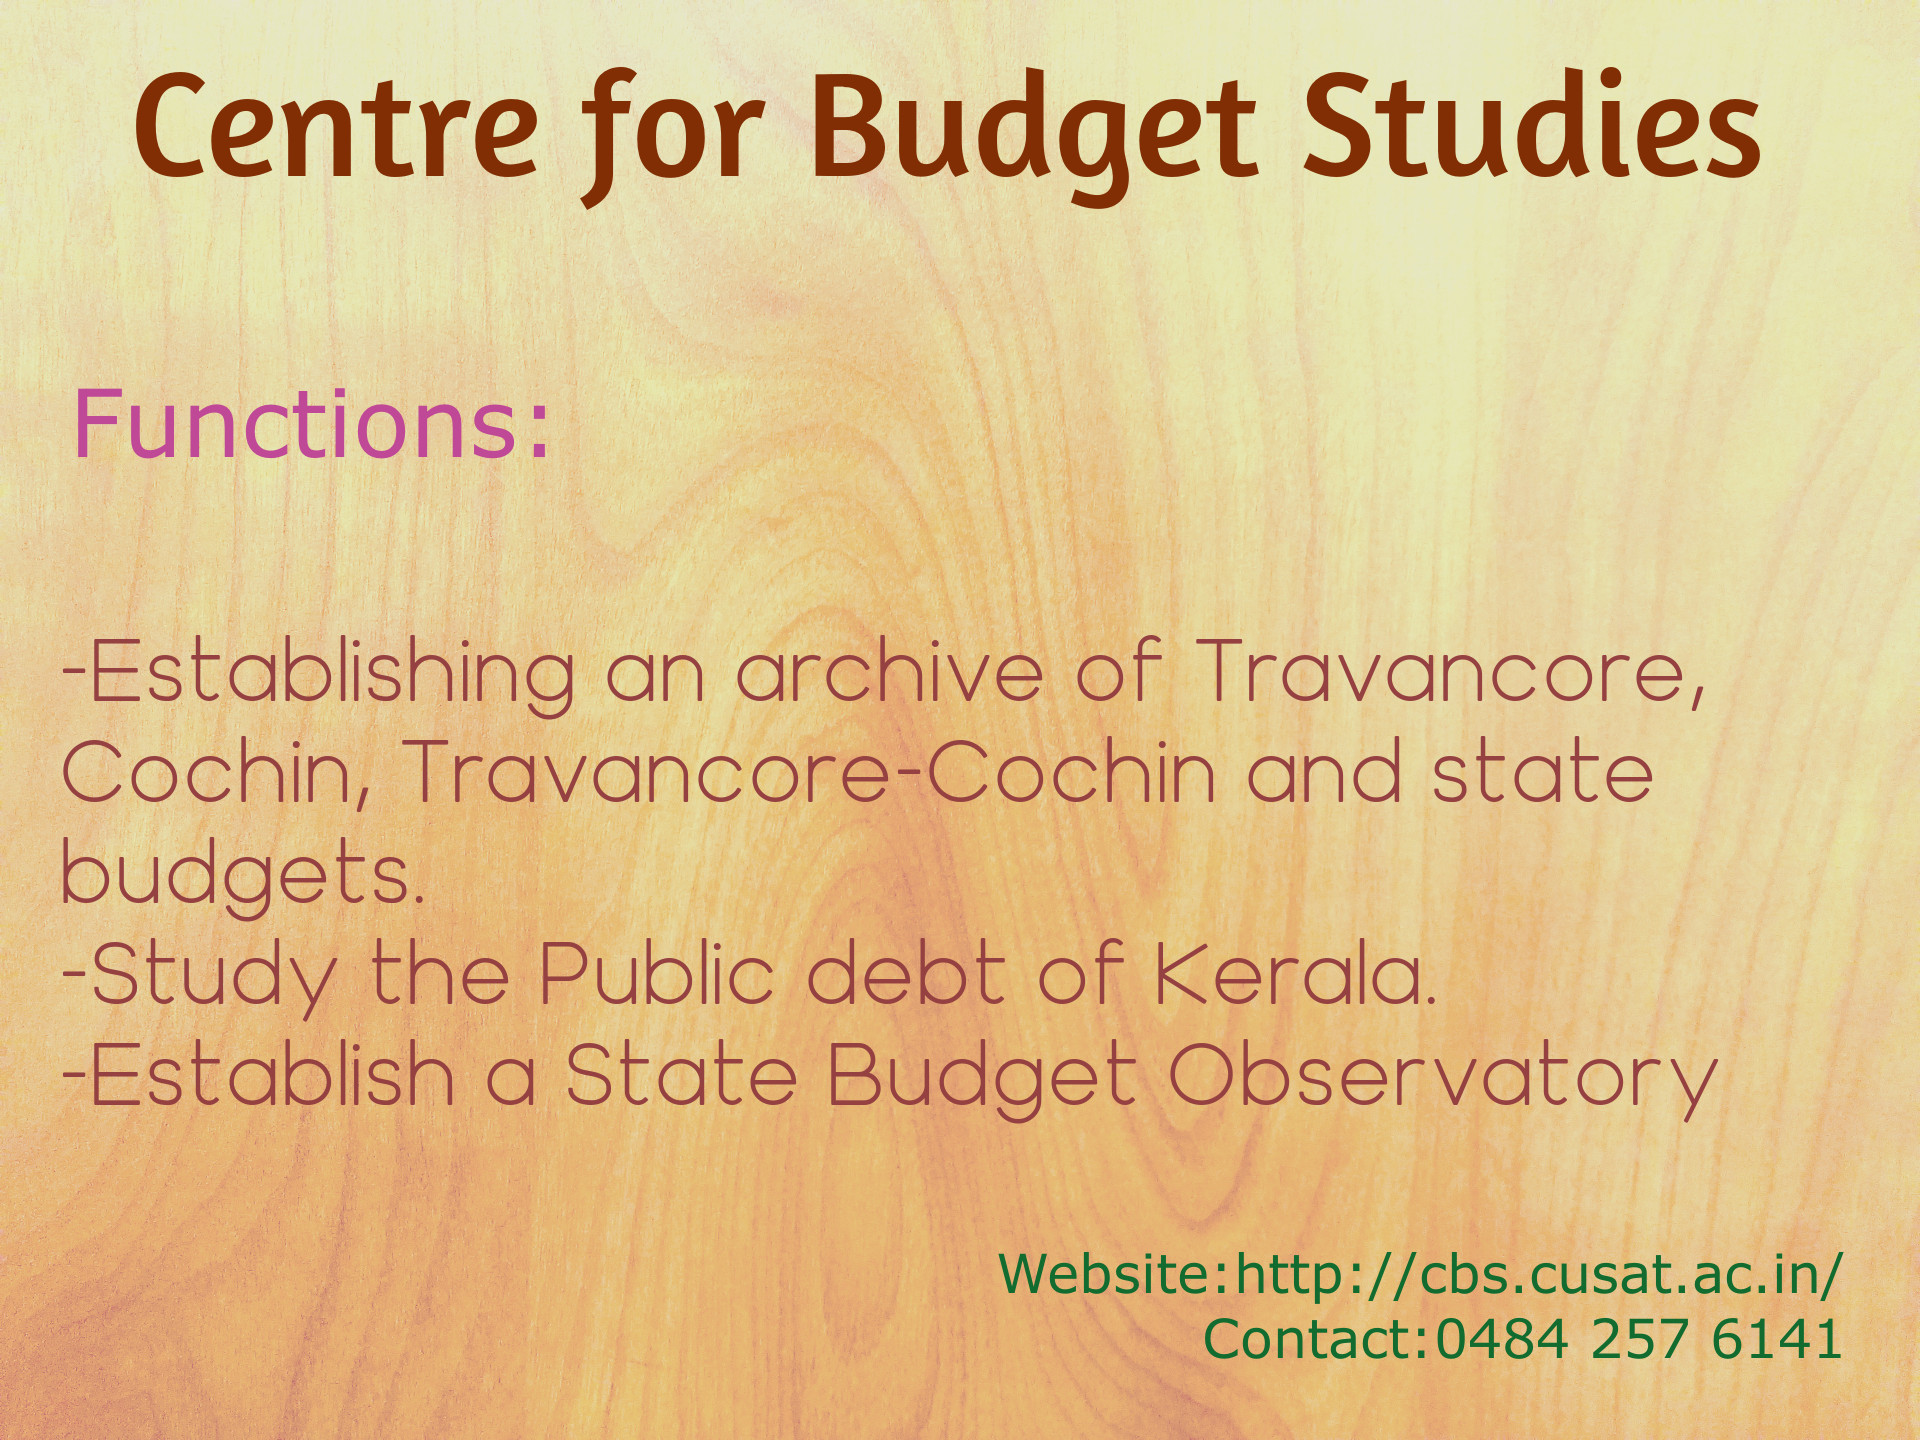 Centre for Budget Studies
Functions:
-Establishing an archive of Travancore,
Cochin, Travancore-Cochin and state
budgets.
-Study the Public debt of Kerala.
-Establish a State Budget Observatory
Website:http://cbs.cusat.ac.in/
Contact:0484 257 6141